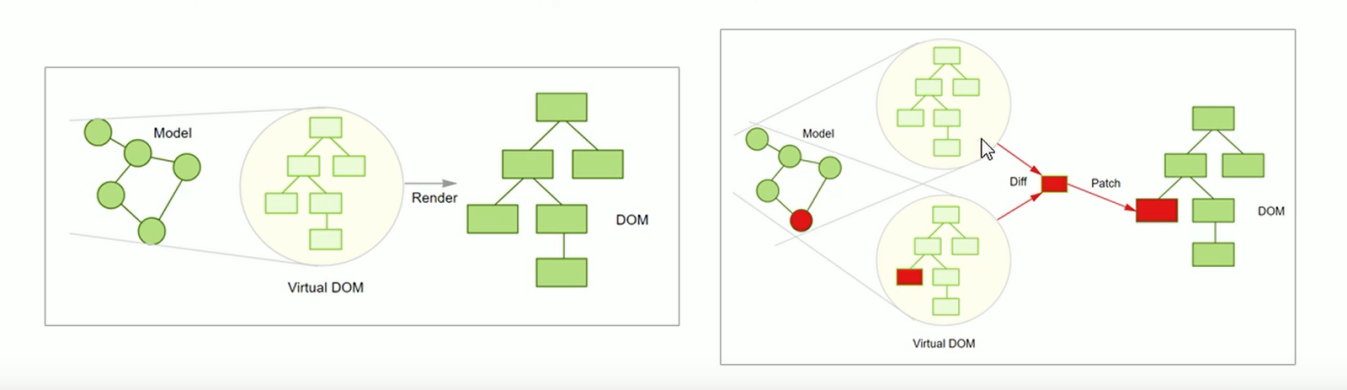 Model
Render
DOM
Virtual DOM
Model
Diff
Patch
DOM
Virtual DOM